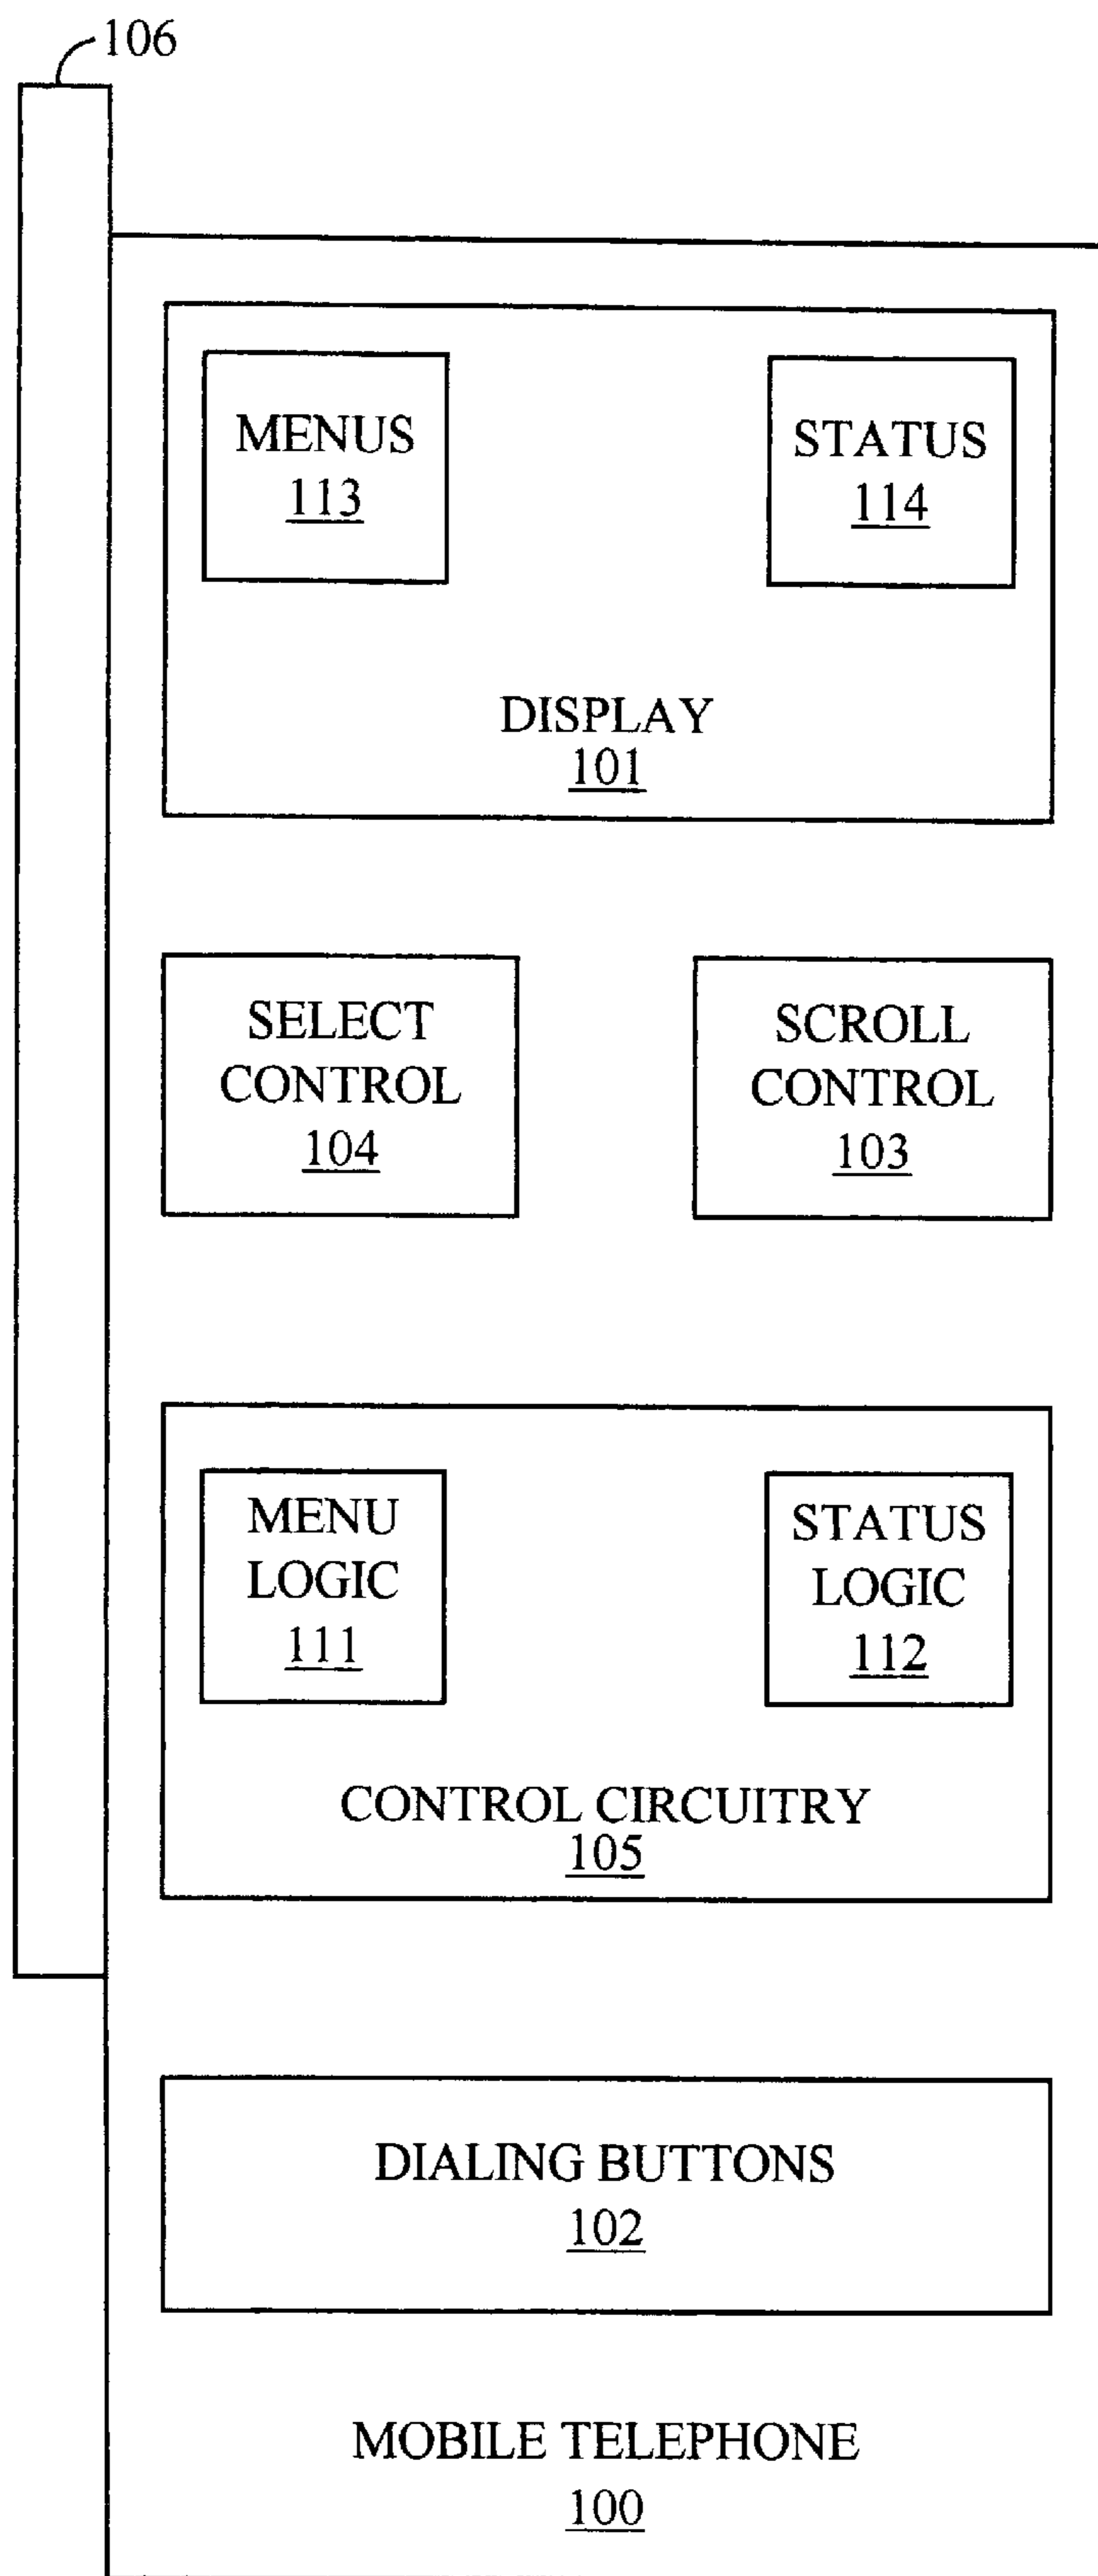 106
MENUS
113
STATUS
114
DISPLAY
101
SELECT
CONTROL
104
SCROLL
CONTROL
103
MENU
LOGIC
111
STATUS
LOGIC
112
CONTROL CIRCUITRY
105
DIALING BUTTONS
102
MOBILE TELEPHONE
100